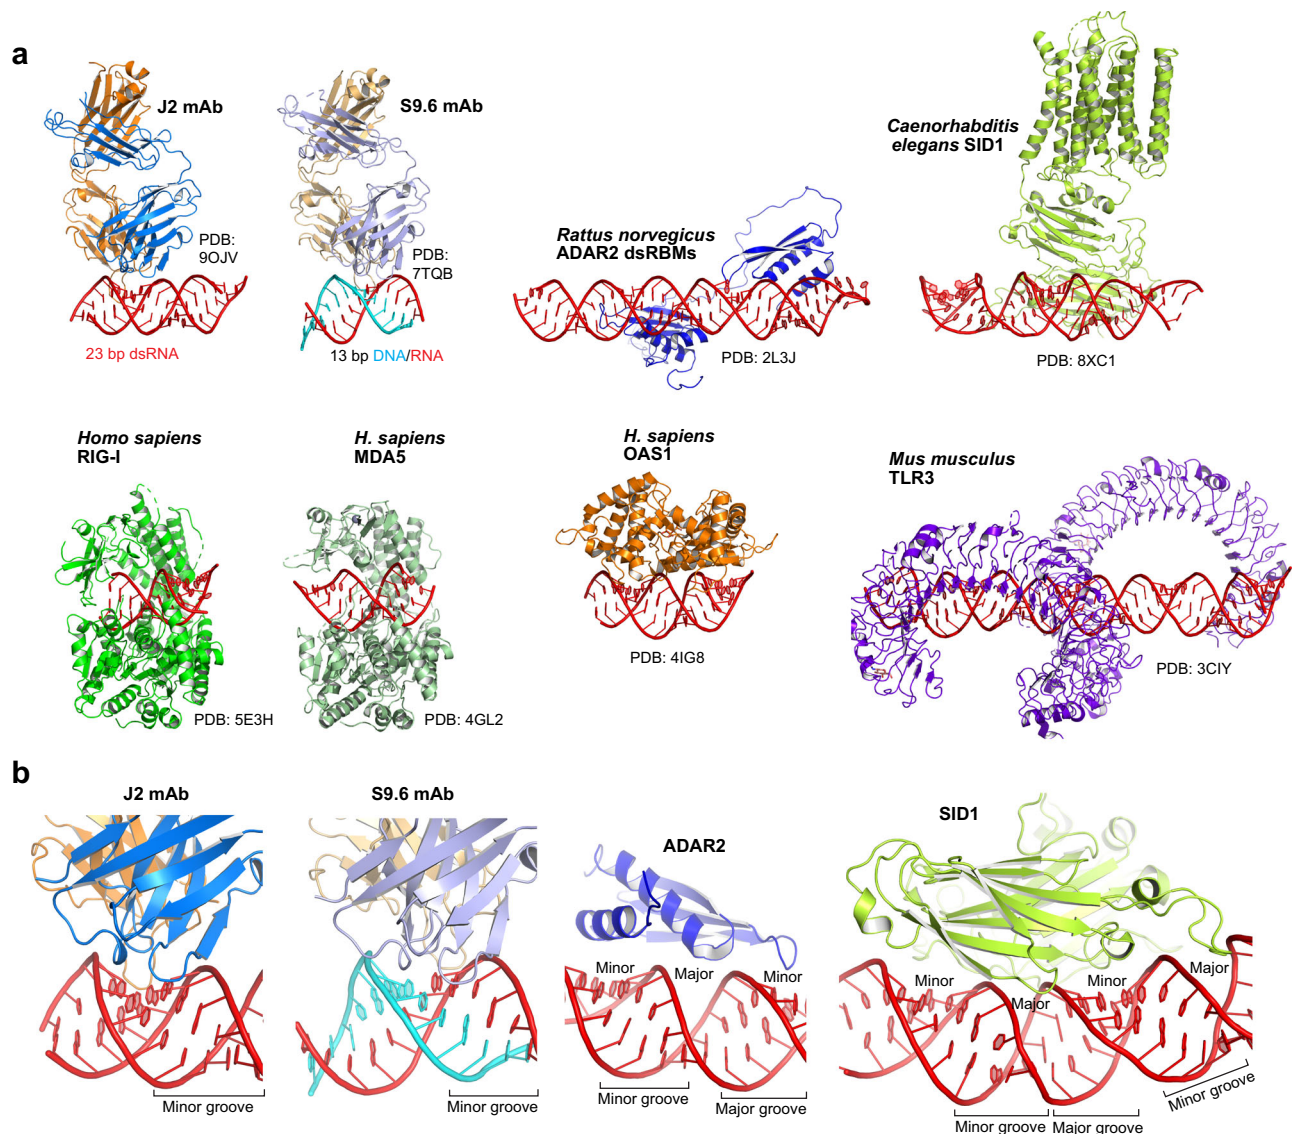 a
J2 mAb
PDB:
9OJV
23 bp dsRNA
S9.6 mAb
PDB:
7TQB
13 bp DNA/RNA
Rattus norvegicus
ADAR2 dsRBMs
PDB: 2L3J
Caenorhabditis
elegans SID1
PDB: 8XC1
Homo sapiens
RIG-I
PDB: 5E3H
H. sapiens
MDA5
PDB: 4GL2
H. sapiens
OAS1
PDB: 4IG8
Mus musculus
TLR3
PDB: 3CIY
b
J2 mAb
Minor groove
S9.6 mAb
Minor groove
ADAR2
Minor
Major
Minor
Minor groove
Major groove
SID1
Minor
Major
Minor
Major
Minor groove
Major groove
Minor groove